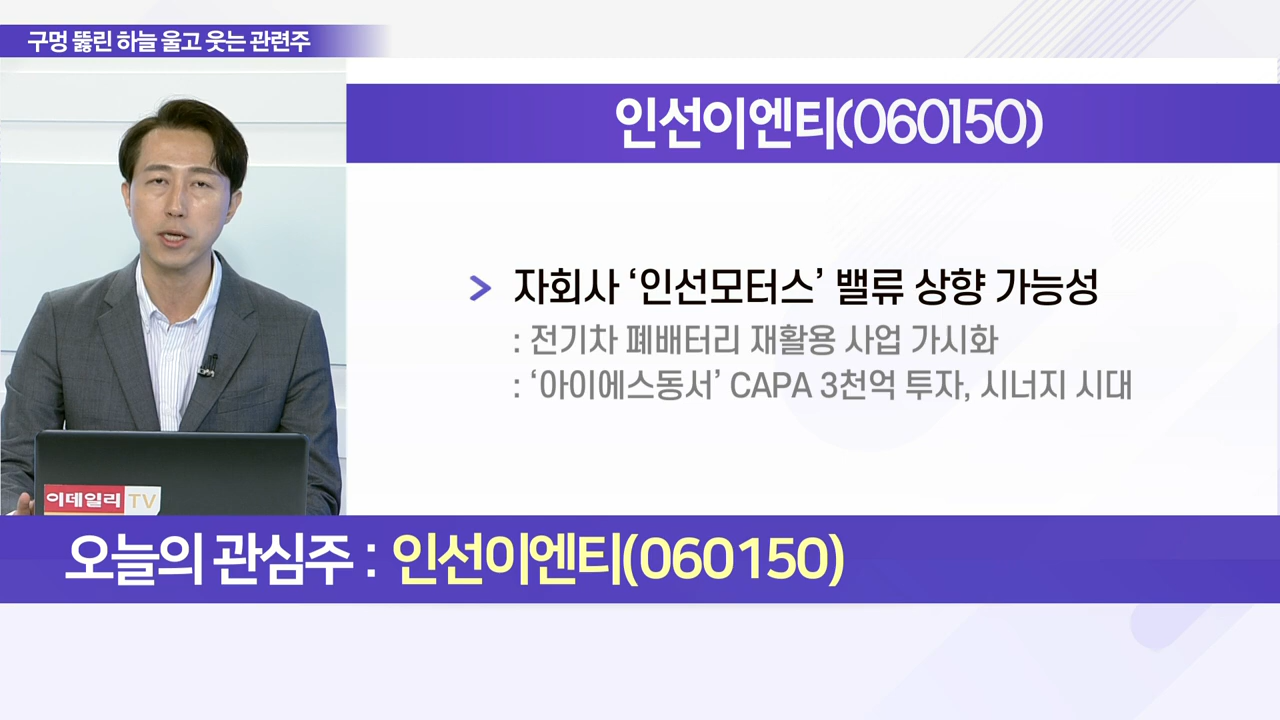 구멍 뚫린 하늘 울고 웃는 관련주
인선이엔티(060150)
> 자회사 ‘인선모터스’ 밸류 상향 가능성
: 전기차 폐배터리 재활용 사업 가시화
: ‘아이에스동서’ CAPA 3천억 투자, 시너지 시대
이데일리 TV
오늘의 관심주 : 인선이엔티(060150)